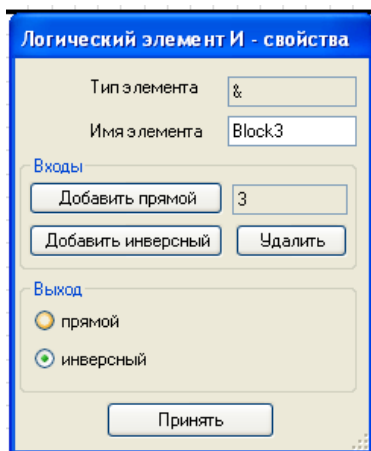 Логический элемент И - свойства
Тип элемента &
Имя элемента Block3
Входы
Добавить прямой 3
Добавить инверсный Удалить
Выход
прямой
инверсный
Принять